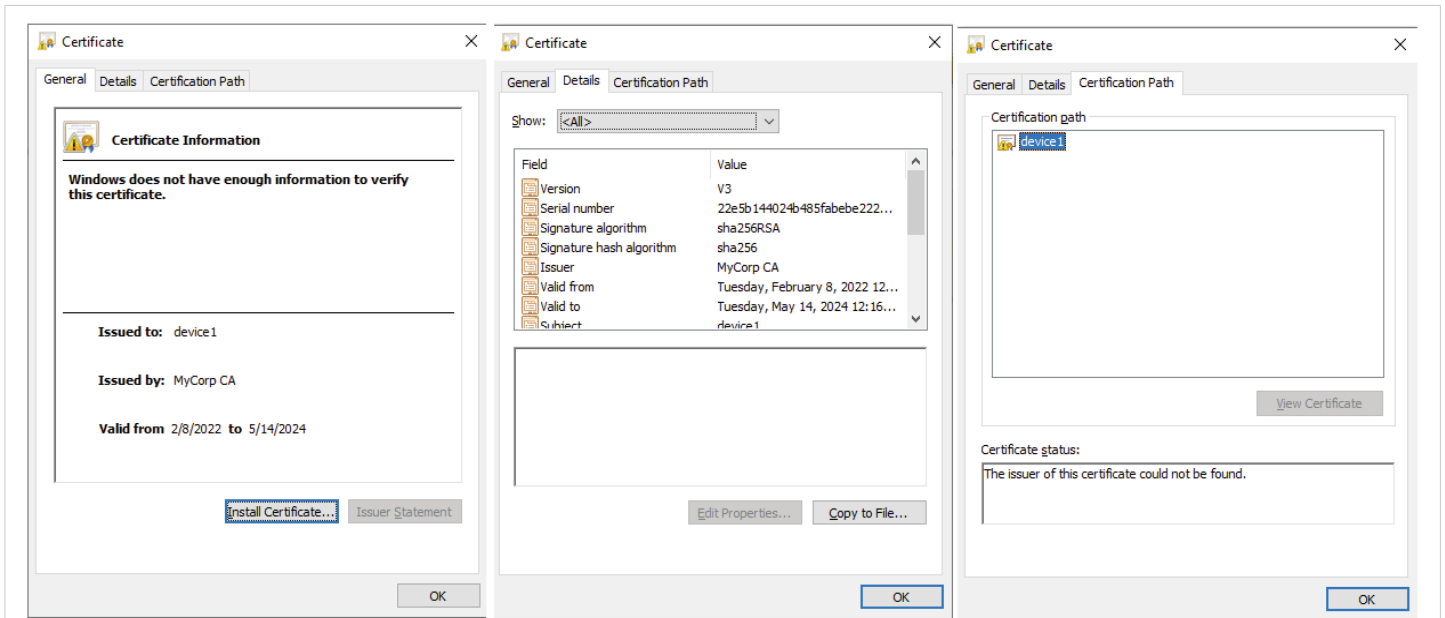 Certificate
General Details Certification Path
Certificate Information
Windows does not have enough information to verify
this certificate.
Issued to: device1
Issued by: MyCorp CA
Valid from 2/8/2022 to 5/14/2024
Install Certificate... Issuer Statement
OK
Certificate
General Details Certification Path
Show: <All>
Field Value
Version V3
Serial number 22e5b144024b485fabebe222...
Signature algorithm sha256RSA
Signature hash algorithm sha256
Issuer MyCorp CA
Valid from Tuesday, February 8, 2022 12...
Valid to Tuesday, May 14, 2024 12:16...
Subject device1
Edit Properties... Copy to File...
OK
Certificate
General Details Certification Path
Certification path
device1
View Certificate
Certificate status:
The issuer of this certificate could not be found.
OK